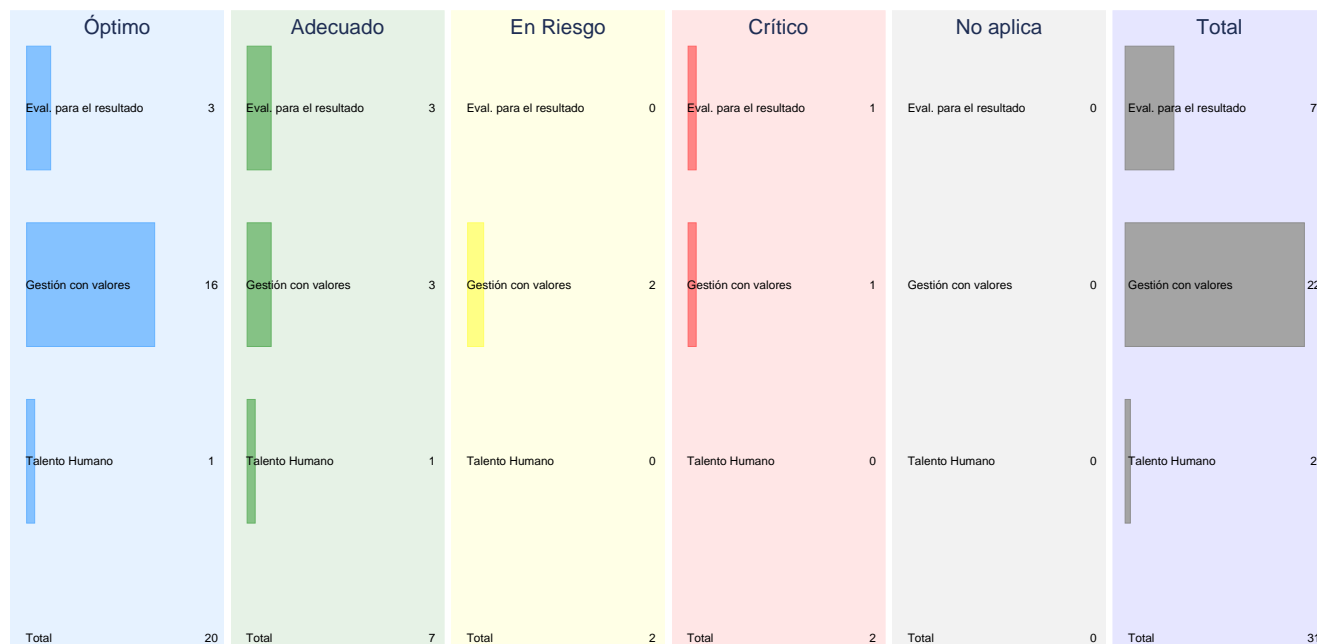 Óptimo Adecuado En Riesgo Crítico No aplica Total
Eval. para el resultado 3 Eval. para el resultado 3 Eval. para el resultado 0 Eval. para el resultado 1 Eval. para el resultado 0 Eval. para el resultado 7
Gestión con valores 16 Gestión con valores 3 Gestión con valores 2 Gestión con valores 1 Gestión con valores 0 Gestión con valores 22
Talento Humano 1 Talento Humano 1 Talento Humano 0 Talento Humano 0 Talento Humano 0 Talento Humano 2
Total 20 Total 7 Total 2 Total 2 Total 0 Total 31